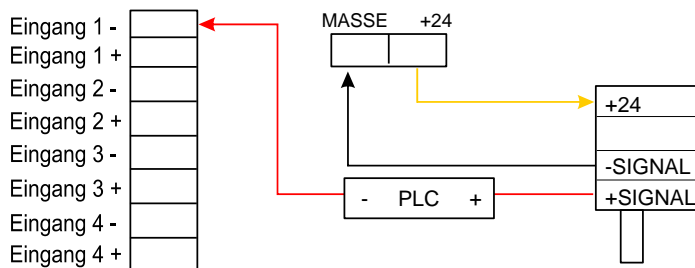 Eingang 1 -
Eingang 1 +
Eingang 2 -
Eingang 2 +
Eingang 3 -
Eingang 3 +
Eingang 4 -
Eingang 4 +
MASSE +24
- PLC +
+24
-SIGNAL
+SIGNAL